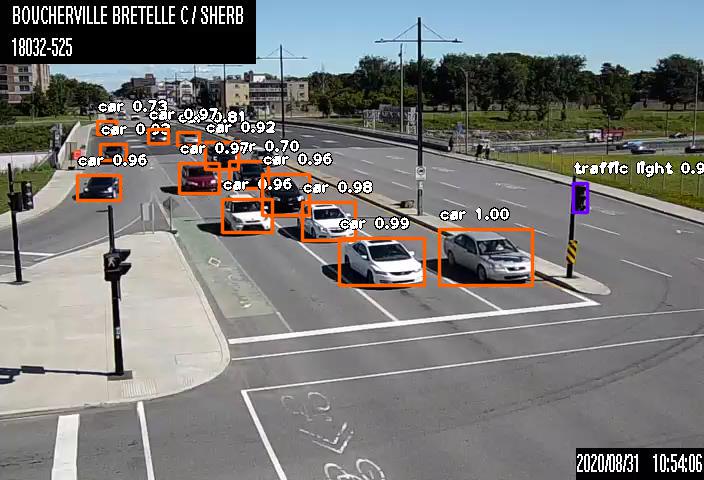 BOUCHERVILLE BRETELLE C / SHERB
18032-525
car 0.73
car 0.97
0.81
car 0.92
car 0.96
car 0.97
0.70
car 0.96
car 0.96
car 0.98
car 0.99
car 1.00
traffic light 0.9
2020/08/31 10:54:06